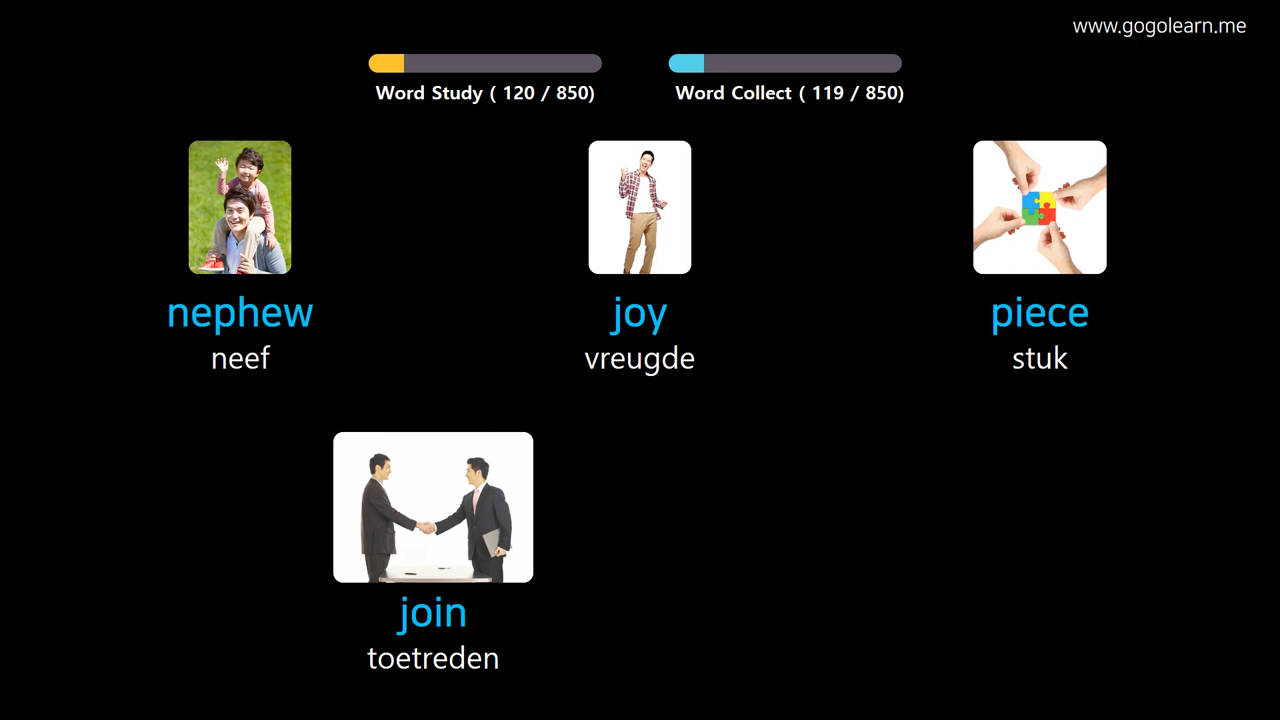 www.gogolearn.me
Word Study ( 120 / 850)
Word Collect ( 119 / 850)
nephew
neef
joy
vreugde
piece
stuk
join
toetreden